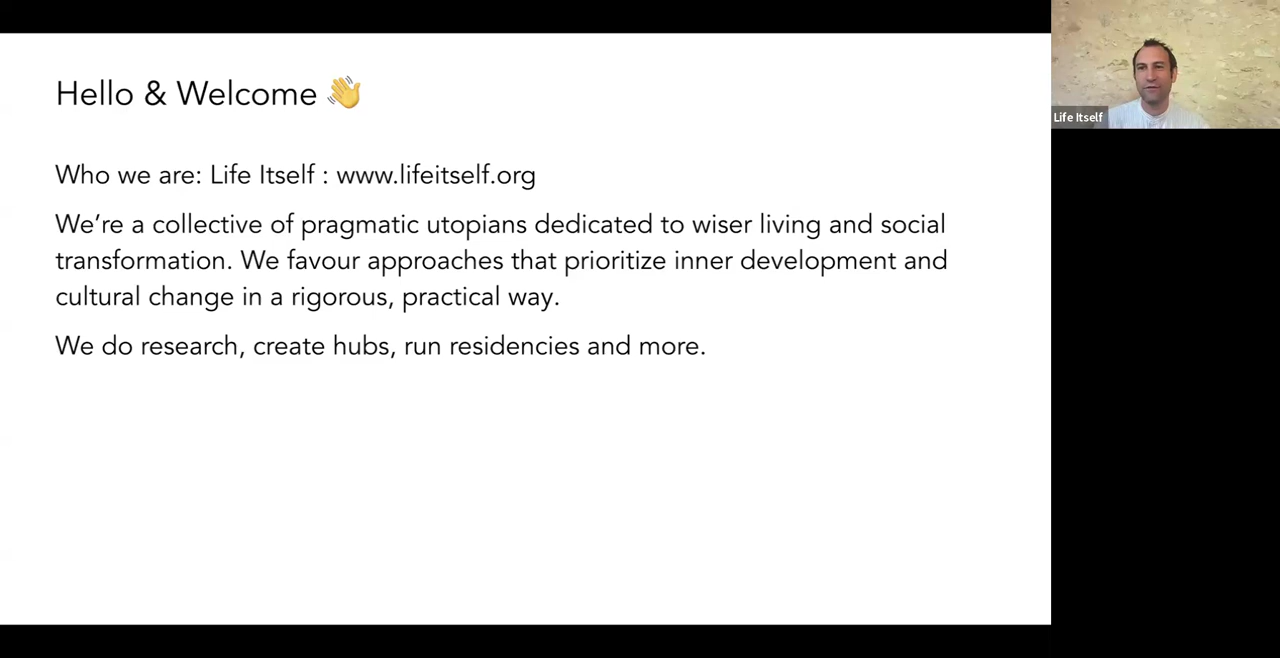 Hello & Welcome 👋
Who we are: Life Itself : www.lifeitself.org
We’re a collective of pragmatic utopians dedicated to wiser living and social
transformation. We favour approaches that prioritize inner development and
cultural change in a rigorous, practical way.
We do research, create hubs, run residencies and more.
Life Itself